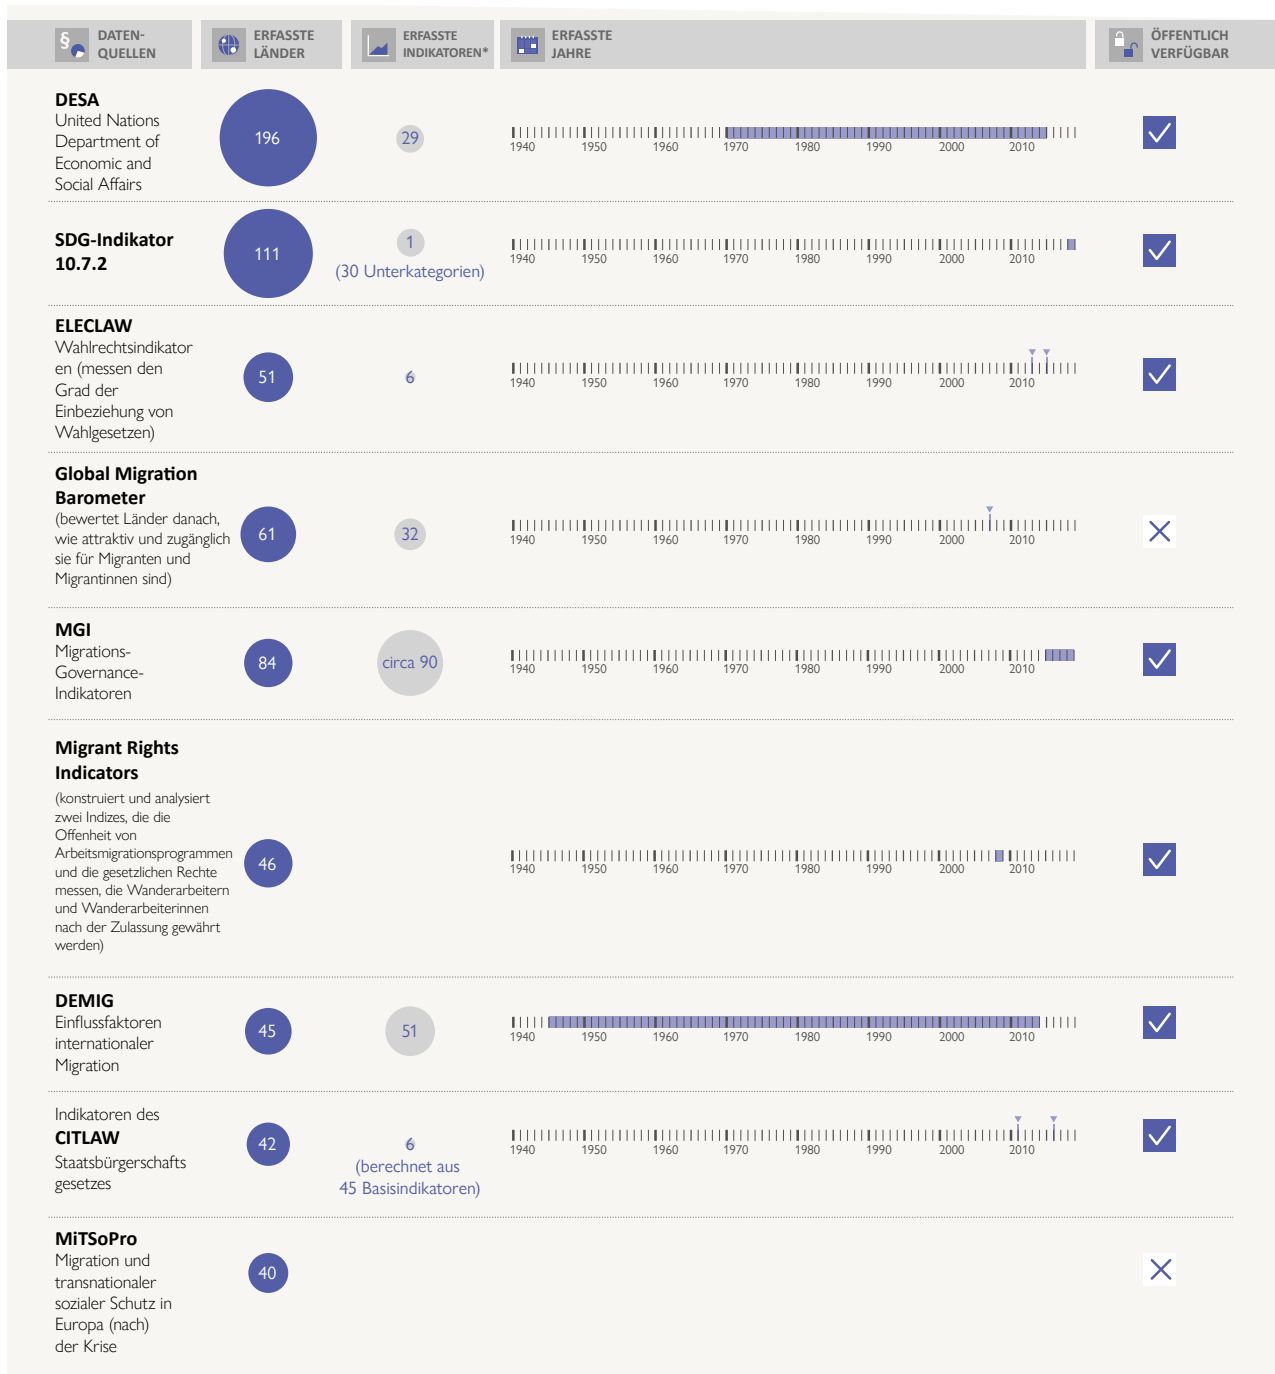 DATEN-
QUELLEN
ERFASSTE
LÄNDER
ERFASSTE
INDIKATOREN*
ERFASSTE
JAHRE
ÖFFENTLICH
VERFÜGBAR
DESA
United Nations
Department of
Economic and
Social Affairs
196
29
1940 1950 1960 1970 1980 1990 2000 2010
SDG-Indikator
10.7.2
111
1
(30 Unterkategorien)
1940 1950 1960 1970 1980 1990 2000 2010
ELECLAW
Wahlrechtsindikator
en (messen den
Grad der
Einbeziehung von
Wahlgesetzen)
51
6
1940 1950 1960 1970 1980 1990 2000 2010
Global Migration
Barometer
(bewertet Länder danach,
wie attraktiv und zugänglich
sie für Migranten und
Migrantinnen sind)
61
32
1940 1950 1960 1970 1980 1990 2000 2010
MGI
Migrations-
Governance-
Indikatoren
84
circa 90
1940 1950 1960 1970 1980 1990 2000 2010
Migrant Rights
Indicators
(konstruiert und analysiert
zwei Indizes, die die
Offenheit von
Arbeitsmigrationsprogrammen
und die gesetzlichen Rechte
messen, die Wanderarbeitern
und Wanderarbeiterinnen
nach der Zulassung gewährt
werden)
46
1940 1950 1960 1970 1980 1990 2000 2010
DEMIG
Einflussfaktoren
internationaler
Migration
45
51
1940 1950 1960 1970 1980 1990 2000 2010
Indikatoren des
CITLAW
Staatsbürgerschafts
gesetzes
42
6
(berechnet aus
45 Basisindikatoren)
1940 1950 1960 1970 1980 1990 2000 2010
MiTSoPro
Migration und
transnationaler
sozialer Schutz in
Europa (nach)
der Krise
40